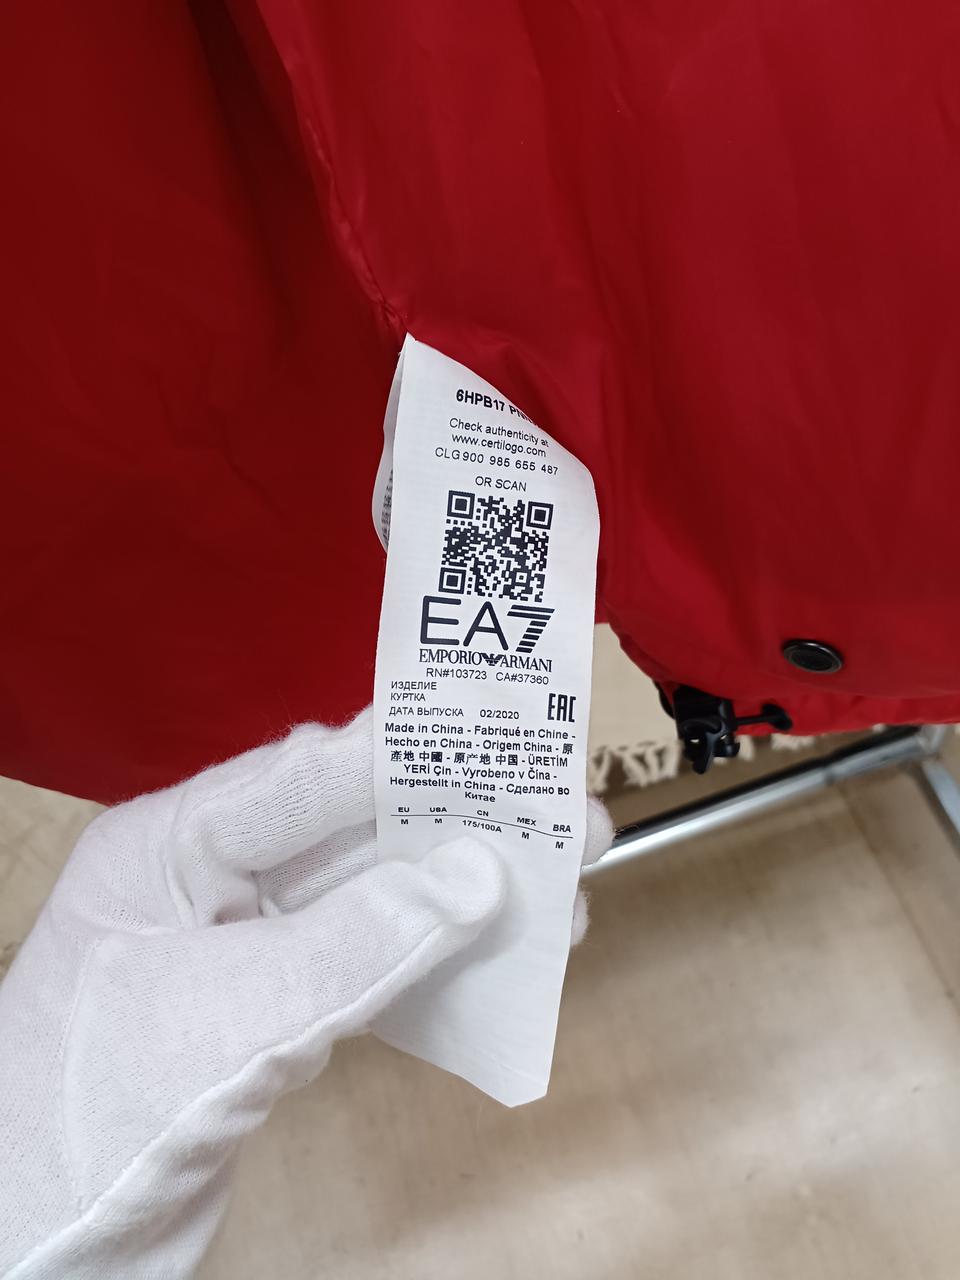 6HPB17
Check authenticity at
www.certilogo.com
CLG 900 985 655 487
OR SCAN
EA7
EMPORIO ARMANI
RN#103723 CA#37360
ИЗДЕЛИЕ
КУРТКА
ДАТА ВЫПУСКА 02/2020 EAC
Made in China - Fabriqué en Chine -
Hecho en China - Origem China - 原
產地 中國 - 原产地 中国 - ÜRETİM
YERİ Çin - Vyrobeno v Čina -
Hergestellt in China - Сделано во
Китае
EU USA CN MEX BRA
M M 175/100A M M